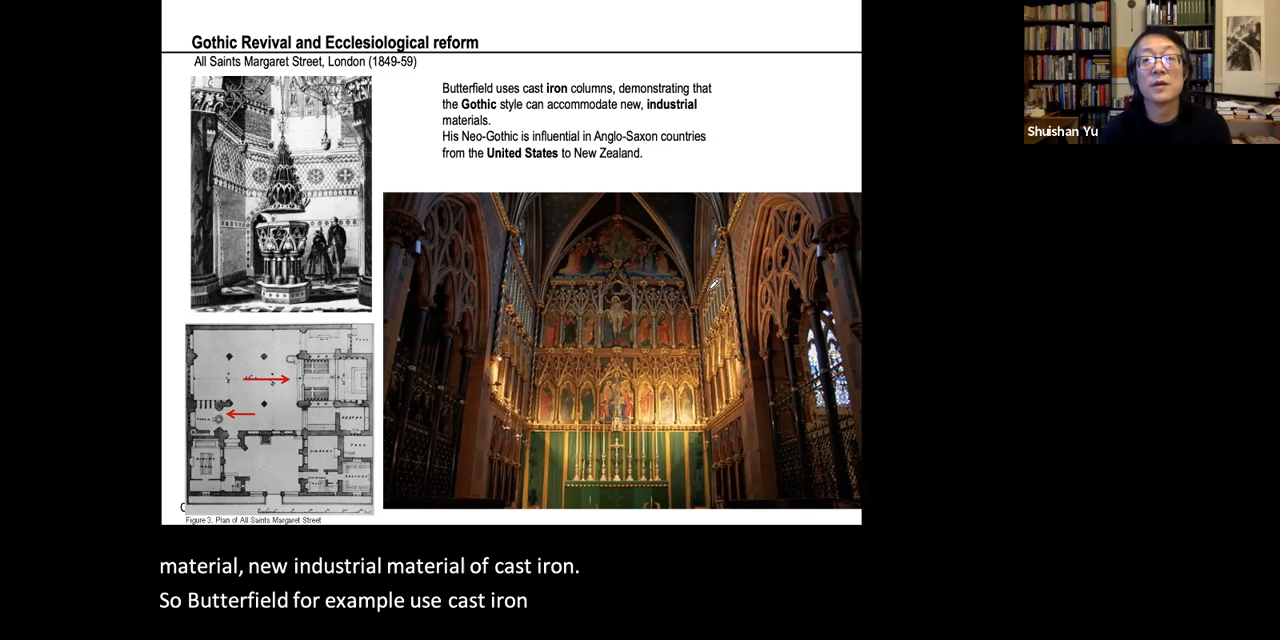 Gothic Revival and Ecclesiological reform
All Saints Margaret Street, London (1849-59)
Butterfield uses cast iron columns, demonstrating that
the Gothic style can accommodate new, industrial
materials.
His Neo-Gothic is influential in Anglo-Saxon countries
from the United States to New Zealand.
Shuishan Yu
Figure 3. Plan of All Saints Margaret Street
material, new industrial material of cast iron.
So Butterfield for example use cast iron